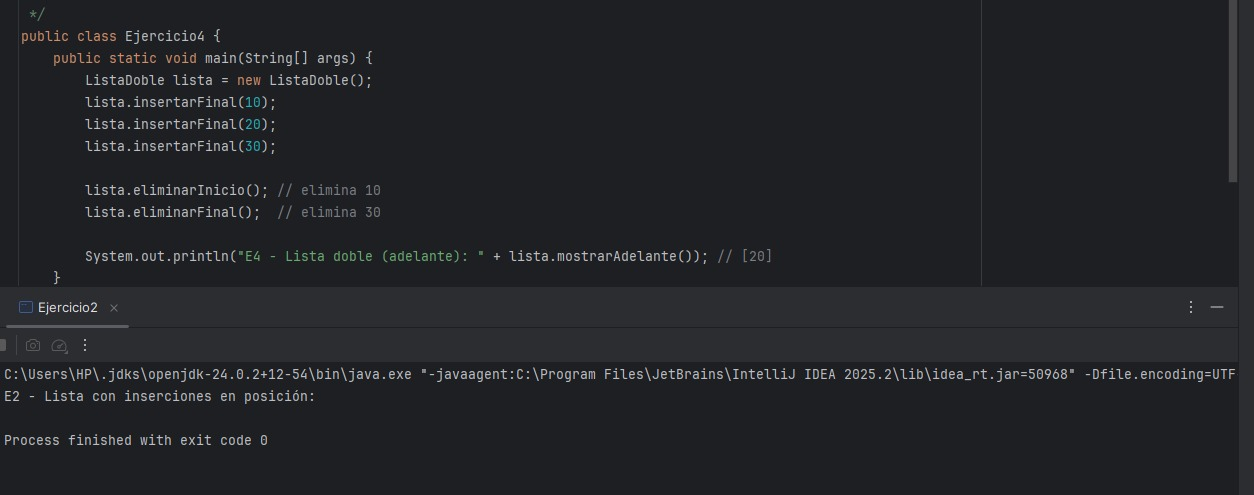 */
public class Ejercicio4 {
public static void main(String[] args) {
ListaDoble lista = new ListaDoble();
lista.insertarFinal(10);
lista.insertarFinal(20);
lista.insertarFinal(30);
lista.eliminarInicio(); // elimina 10
lista.eliminarFinal();  // elimina 30
System.out.println("E4 - Lista doble (adelante): " + lista.mostrarAdelante()); // [20]
}
Ejercicio2
C:\Users\HP\.jdks\openjdk-24.0.2+12-54\bin\java.exe "-javaagent:C:\Program Files\JetBrains\IntelliJ IDEA 2025.2\lib\idea_rt.jar=50968" -Dfile.encoding=UTF
E2 - Lista con inserciones en posición:
Process finished with exit code 0